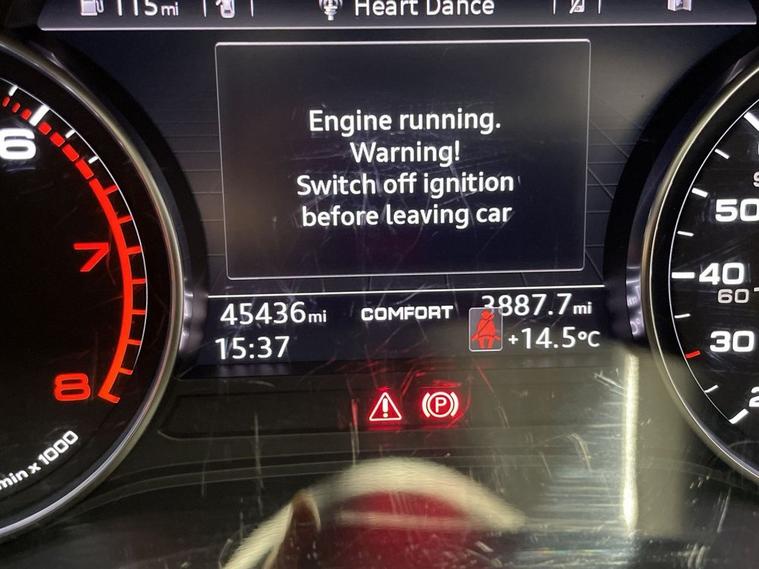 115mi
Heart Dance
Engine running.
Warning!
Switch off ignition
before leaving car
45436mi
COMFORT
3887.7mi
15:37
+14.5°C
P
6
7
8
min x 1000
50
40
60
30